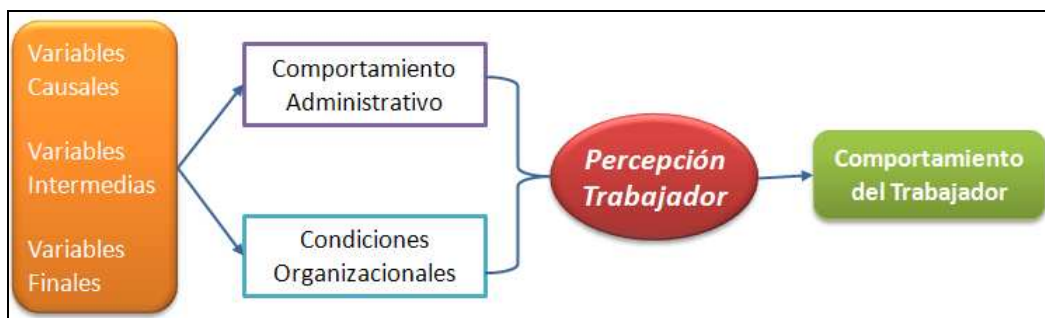 Variables
Causales
Variables
Intermedias
Variables
Finales
Comportamiento
Administrativo
Condiciones
Organizacionales
Percepción
Trabajador
Comportamiento
del Trabajador